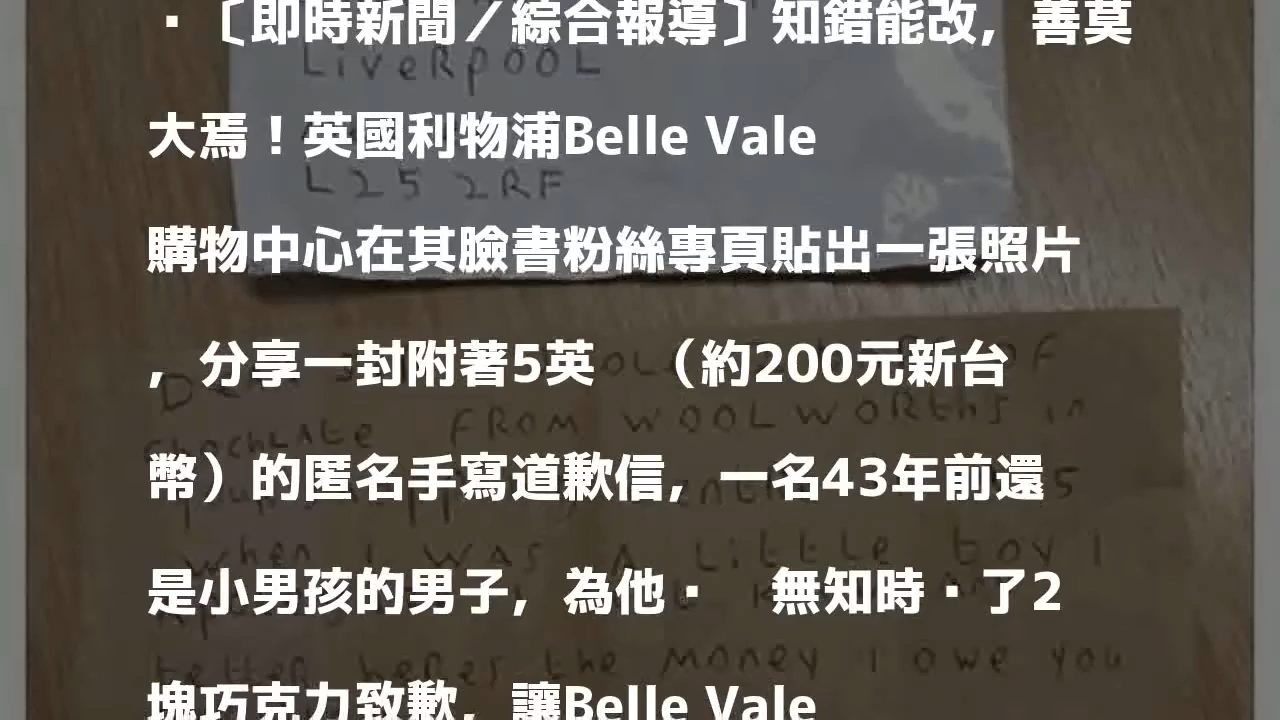 ▪〔即時新聞／綜合報導〕知錯能改，善莫
LiveRpOOL
大焉！英國利物浦Belle Vale
L25 2RF
購物中心在其臉書粉絲專頁貼出一張照片
，分享一封附著5英　（約200元新台
FROM WOOLWORths in
幣）的匿名手寫道歉信，一名43年前還
when I WAS A Little boy I
是小男孩的男子，為他▪　無知時▪了2
better heres the money I owe you
塊巧克力致歉，讓Belle Vale